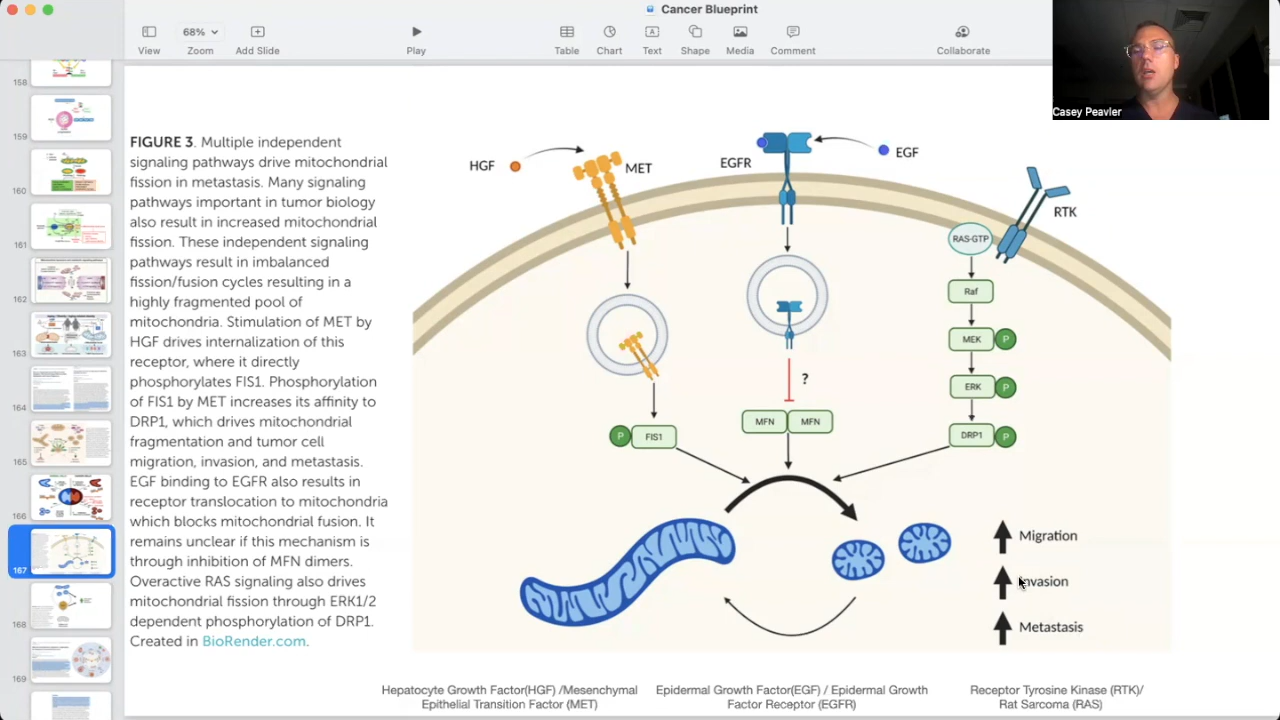 Cancer Blueprint
68%
View
Zoom
Add Slide
Play
Table
Chart
Text
Shape
Media
Comment
Collaborate
Casey Peavler
158
159
160
161
162
163
164
165
166
167
168
169
FIGURE 3. Multiple independent
signaling pathways drive mitochondrial
fission in metastasis. Many signaling
pathways important in tumor biology
also result in increased mitochondrial
fission. These independent signaling
pathways result in imbalanced
fission/fusion cycles resulting in a
highly fragmented pool of
mitochondria. Stimulation of MET by
HGF drives internalization of this
receptor, where it directly
phosphorylates FIS1. Phosphorylation
of FIS1 by MET increases its affinity to
DRP1, which drives mitochondrial
fragmentation and tumor cell
migration, invasion, and metastasis.
EGF binding to EGFR also results in
receptor translocation to mitochondria
which blocks mitochondrial fusion. It
remains unclear if this mechanism is
through inhibition of MFN dimers.
Overactive RAS signaling also drives
mitochondrial fission through ERK1/2
dependent phosphorylation of DRP1.
Created in BioRender.com.
HGF
MET
EGFR
EGF
RTK
RAS-GTP
Raf
MEK
P
ERK
P
DRP1
P
?
MFN
MFN
P
FIS1
Migration
Invasion
Metastasis
Hepatocyte Growth Factor(HGF) /Mesenchymal
Epithelial Transition Factor (MET)
Epidermal Growth Factor(EGF) / Epidermal Growth
Factor Receptor (EGFR)
Receptor Tyrosine Kinase (RTK)/
Rat Sarcoma (RAS)